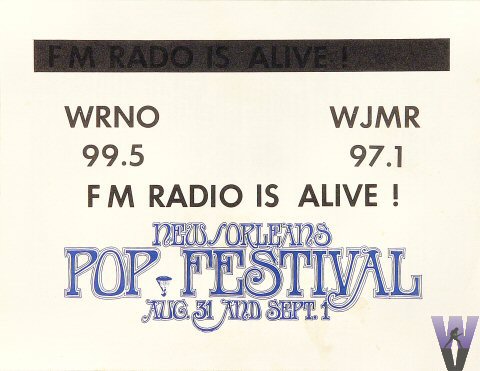 FM RADO IS ALIVE !
WRNO WJMR
99.5 97.1
FM RADIO IS ALIVE !
NEW ORLEANS
POP FESTIVAL
AUG. 31 AND SEPT. 1
WV